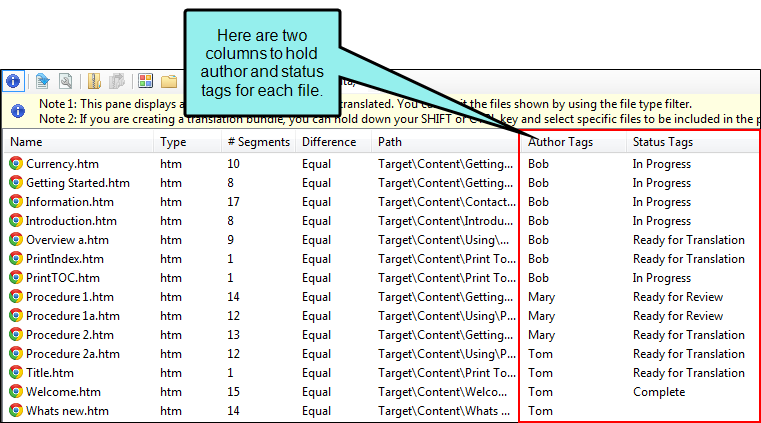 Here are two
columns to hold
author and status
tags for each file.
Note 1: This pane displays a translated. You c it the files shown by using the file type filter.
Note 2: If you are creating a translation bundle, you can hold down your SHIFT or CTRL key and select specific files to be included in the p
Name Type # Segments Difference Path Author Tags Status Tags
Currency.htm htm 10 Equal Target\Content\Getting... Bob In Progress
Getting Started.htm htm 8 Equal Target\Content\Getting... Bob In Progress
Information.htm htm 17 Equal Target\Content\Contact... Bob In Progress
Introduction.htm htm 8 Equal Target\Content\Introdu... Bob In Progress
Overview a.htm htm 9 Equal Target\Content\Using\... Bob Ready for Translation
PrintIndex.htm htm 1 Equal Target\Content\Print To... Bob Ready for Translation
PrintTOC.htm htm 1 Equal Target\Content\Print To... Bob In Progress
Procedure 1.htm htm 14 Equal Target\Content\Getting... Mary Ready for Review
Procedure 1a.htm htm 12 Equal Target\Content\Using\P... Mary Ready for Review
Procedure 2.htm htm 13 Equal Target\Content\Getting... Mary Ready for Translation
Procedure 2a.htm htm 12 Equal Target\Content\Using\P... Tom Ready for Translation
Title.htm htm 1 Equal Target\Content\Print To... Tom Ready for Translation
Welcome.htm htm 15 Equal Target\Content\Welco... Tom Complete
Whats new.htm htm 14 Equal Target\Content\Whats ... Tom